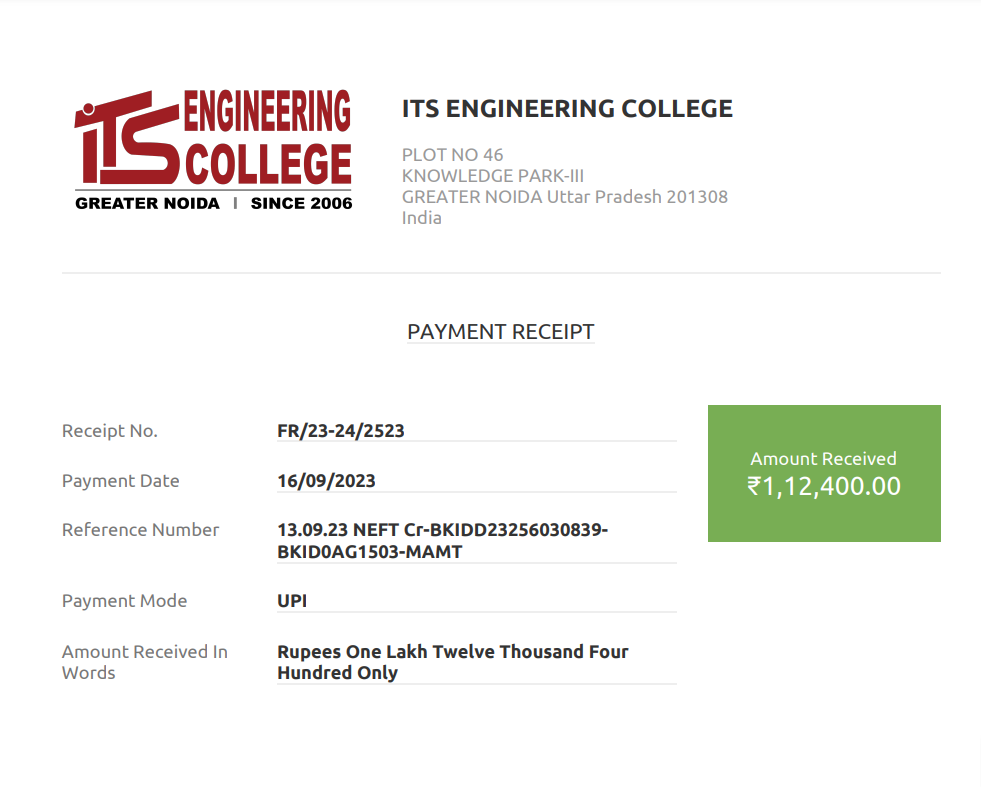 iTS ENGINEERING
COLLEGE
GREATER NOIDA | SINCE 2006
ITS ENGINEERING COLLEGE
PLOT NO 46
KNOWLEDGE PARK-III
GREATER NOIDA Uttar Pradesh 201308
India
PAYMENT RECEIPT
Receipt No.
FR/23-24/2523
Payment Date
16/09/2023
Reference Number
13.09.23 NEFT Cr-BKIDD23256030839-
BKID0AG1503-MAMT
Payment Mode
UPI
Amount Received In
Words
Rupees One Lakh Twelve Thousand Four
Hundred Only
Amount Received
₹1,12,400.00